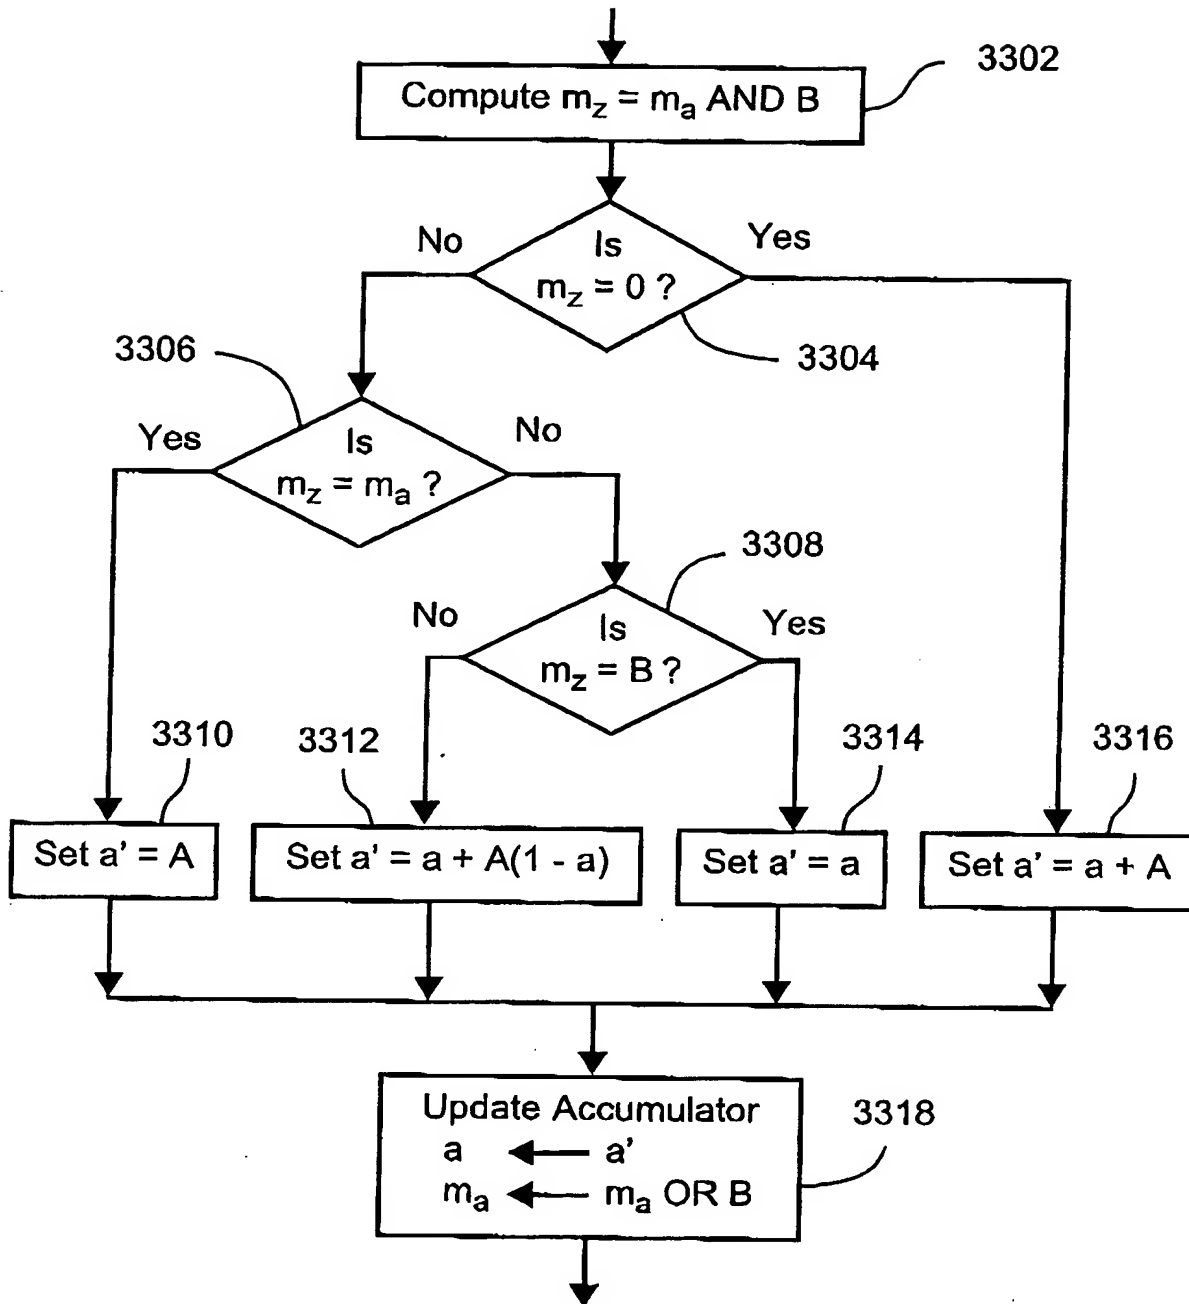 3302
Compute m_z = m_a AND B
No
Yes
Is
m_z = 0 ?
3304
3306
Yes
No
Is
m_z = m_a ?
3308
No
Yes
Is
m_z = B ?
3310
3312
3314
3316
Set a' = A
Set a' = a + A(1 - a)
Set a' = a
Set a' = a + A
Update Accumulator
3318
a ← a'
m_a ← m_a OR B